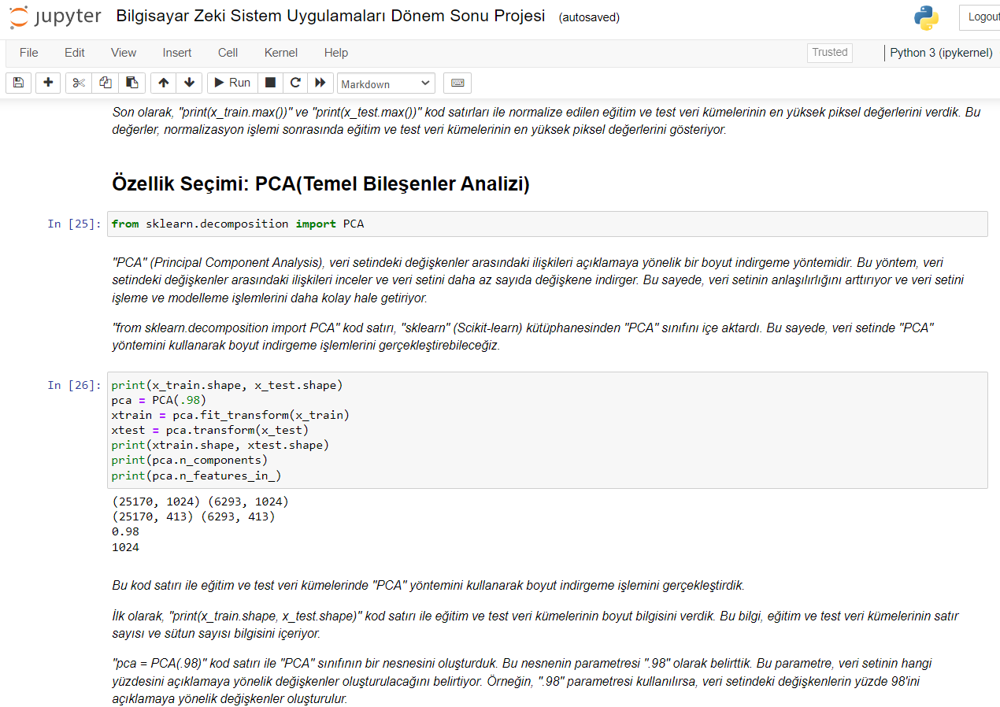 jupyter Bilgisayar Zeki Sistem Uygulamaları Dönem Sonu Projesi (autosaved) Logout
File Edit View Insert Cell Kernel Help Trusted Python 3 (ipykernel)
Run Markdown
Son olarak, "print(x_train.max())" ve "print(x_test.max())" kod satırları ile normalize edilen eğitim ve test veri kümelerinin en yüksek piksel değerlerini verdik. Bu
değerler, normalizasyon işlemi sonrasında eğitim ve test veri kümelerinin en yüksek piksel değerlerini gösteriyor.
Özellik Seçimi: PCA(Temel Bileşenler Analizi)
In [25]: from sklearn.decomposition import PCA
"PCA" (Principal Component Analysis), veri setindeki değişkenler arasındaki ilişkileri açıklamaya yönelik bir boyut indirgeme yöntemidir. Bu yöntem, veri
setindeki değişkenler arasındaki ilişkileri inceler ve veri setini daha az sayıda değişkene indirger. Bu sayede, veri setinin anlaşılırlığını arttırıyor ve veri setini
işleme ve modelleme işlemlerini daha kolay hale getiriyor.
"from sklearn.decomposition import PCA" kod satırı, "sklearn" (Scikit-learn) kütüphanesinden "PCA" sınıfını içe aktardı. Bu sayede, veri setinde "PCA"
yöntemini kullanarak boyut indirgeme işlemlerini gerçekleştirebileceğiz.
In [26]: print(x_train.shape, x_test.shape)
pca = PCA(.98)
xtrain = pca.fit_transform(x_train)
xtest = pca.transform(x_test)
print(xtrain.shape, xtest.shape)
print(pca.n_components)
print(pca.n_features_in_)
(25170, 1024) (6293, 1024)
(25170, 413) (6293, 413)
0.98
1024
Bu kod satırı ile eğitim ve test veri kümelerinde "PCA" yöntemini kullanarak boyut indirgeme işlemini gerçekleştirdik.
İlk olarak, "print(x_train.shape, x_test.shape)" kod satırı ile eğitim ve test veri kümelerinin boyut bilgisini verdik. Bu bilgi, eğitim ve test veri kümelerinin satır
sayısı ve sütun sayısı bilgisini içeriyor.
"pca = PCA(.98)" kod satırı ile "PCA" sınıfının bir nesnesini oluşturduk. Bu nesnenin parametresi ".98" olarak belirttik. Bu parametre, veri setinin hangi
yüzdesini açıklamaya yönelik değişkenler oluşturulacağını belirtiyor. Örneğin, ".98" parametresi kullanılırsa, veri setindeki değişkenlerin yüzde 98'ini
açıklamaya yönelik değişkenler oluşturulur.